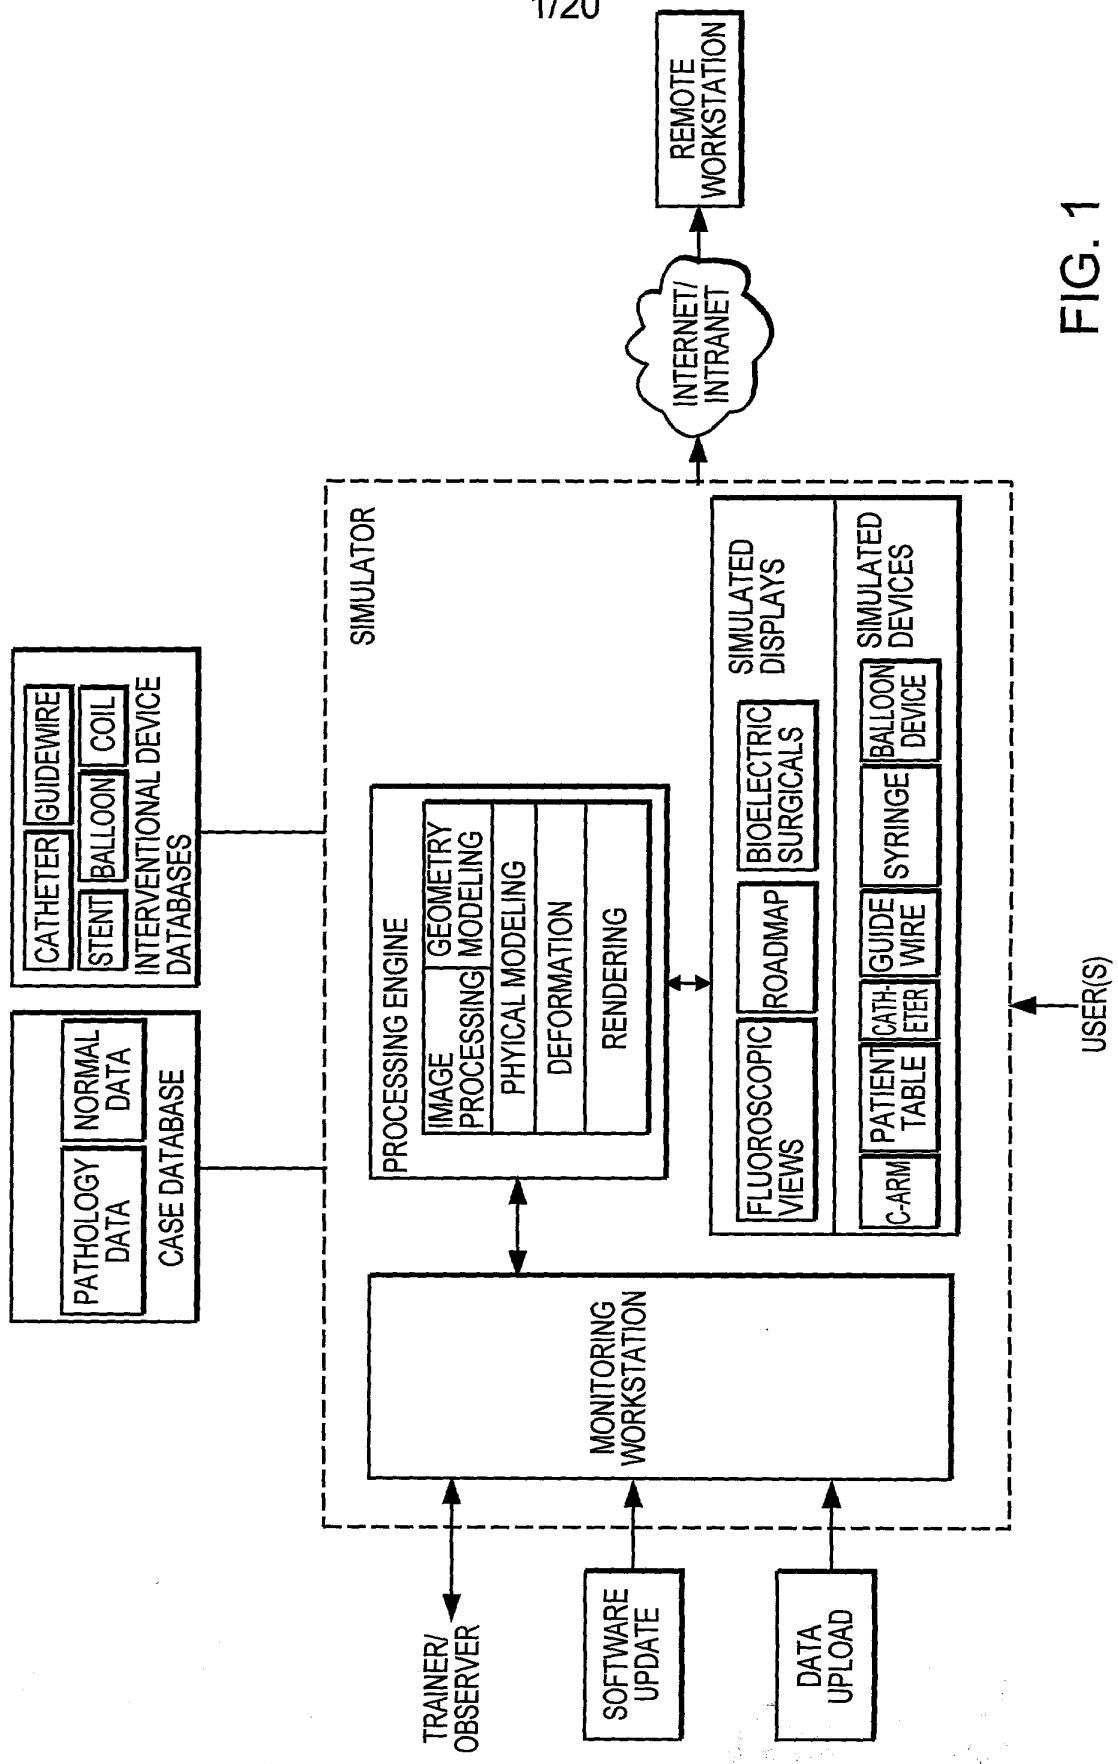 1/20
PATHOLOGY
DATA
NORMAL
DATA
CASE DATABASE
CATHETER
GUIDEWIRE
STENT
BALLOON
COIL
INTERVENTIONAL DEVICE
DATABASES
SIMULATOR
PROCESSING ENGINE
IMAGE
PROCESSING
GEOMETRY
MODELING
PHYICAL MODELING
DEFORMATION
RENDERING
TRAINER/
OBSERVER
SOFTWARE
UPDATE
DATA
UPLOAD
MONITORING
WORKSTATION
FLUOROSCOPIC
VIEWS
ROADMAP
BIOELECTRIC
SURGICALS
SIMULATED
DISPLAYS
C-ARM
PATIENT
TABLE
CATH-
ETER
GUIDE
WIRE
SYRINGE
BALLOON
DEVICE
SIMULATED
DEVICES
INTERNET/
INTRANET
REMOTE
WORKSTATION
USER(S)
FIG. 1